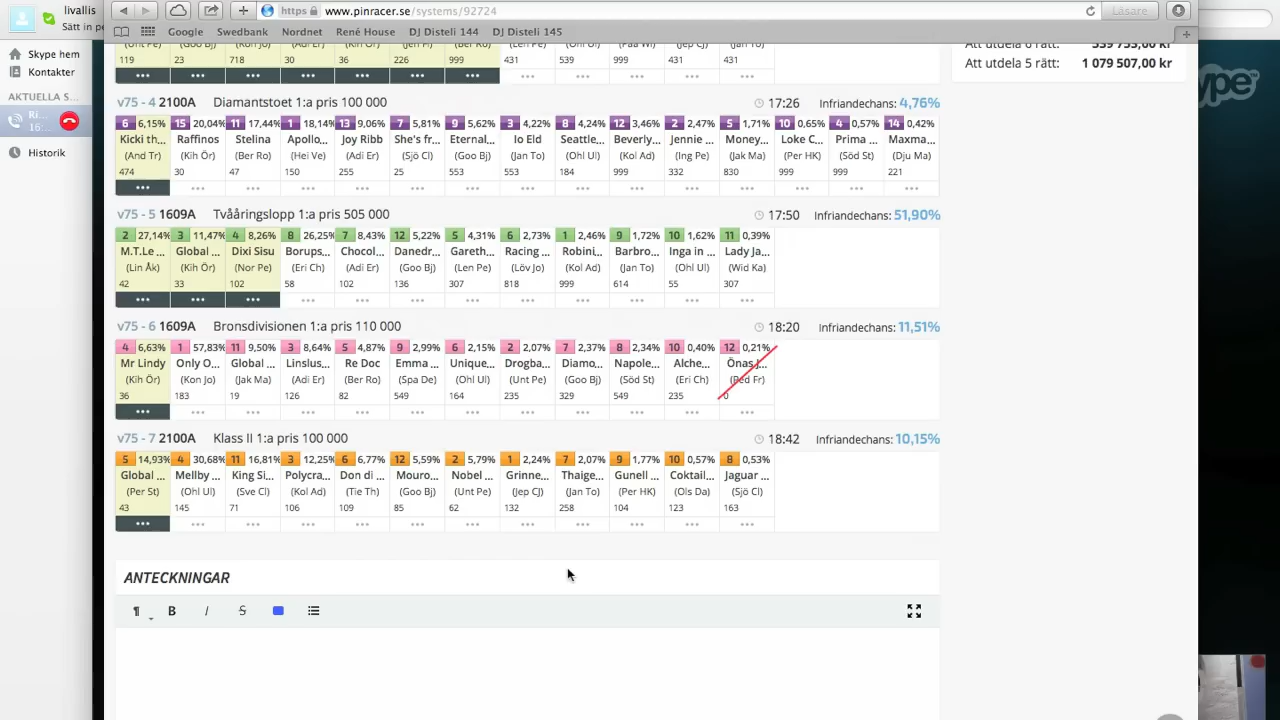 livallis
Sätt in p...
https www.pinracer.se/systems/92724
Läsare
Google Swedbank Nordnet René House DJ Disteli 144 DJ Disteli 145
Skype hem
Kontakter
AKTUELLA S...
Ri...
16:...
Historik
119 23 718 30 36 226 999 431 539 999 999 431 431
Att utdela 5 rätt: 1 079 507,00 kr
v75 - 4 2100A Diamantstoet 1:a pris 100 000 17:26 Infriandechans: 4,76%
6 6,15% 15 20,04% 11 17,44% 1 18,14% 13 9,06% 7 5,81% 9 5,62% 3 4,22% 8 4,24% 12 3,46% 2 2,47% 5 1,71% 10 0,65% 4 0,57% 14 0,42%
Kicki th... Raffinos Stelina Apollo,... Joy Ribb She's fr... Eternal... Io Eld Seattle... Beverly... Jennie ... Money... Loke C... Prima ... Maxma...
(And Tr) (Kih Ör) (Ber Ro) (Hei Ve) (Adi Er) (Sjö Cl) (Goo Bj) (Jan To) (Ohl Ul) (Kol Ad) (Ing Pe) (Jak Ma) (Per HK) (Söd St) (Dju Ma)
474 30 47 150 255 25 553 553 184 999 332 830 999 999 221
v75 - 5 1609A Tvååringslopp 1:a pris 505 000 17:50 Infriandechans: 51,90%
2 27,14% 3 11,47% 4 8,26% 8 26,25% 7 8,43% 12 5,22% 5 4,31% 6 2,73% 1 2,46% 9 1,72% 10 1,62% 11 0,39%
M.T.Le ... Global ... Dixi Sisu Borups... Chocol... Danedr... Gareth... Racing ... Robini... Barbro... Inga in ... Lady Ja...
(Lin Åk) (Kih Ör) (Nor Pe) (Eri Ch) (Adi Er) (Goo Bj) (Len Pe) (Löv Jo) (Kol Ad) (Jan To) (Ohl Ul) (Wid Ka)
42 33 102 58 102 136 307 818 999 614 55 307
v75 - 6 1609A Bronsdivisionen 1:a pris 110 000 18:20 Infriandechans: 11,51%
4 6,63% 1 57,83% 11 9,50% 3 8,64% 5 4,87% 9 2,99% 6 2,15% 2 2,07% 7 2,37% 8 2,34% 10 0,40% 12 0,21%
Mr Lindy Only O... Global ... Linslus... Re Doc Emma ... Unique... Drogba... Diamo... Napole... Alche... Önas J...
(Kih Ör) (Kon Jo) (Jak Ma) (Adi Er) (Ber Ro) (Spa De) (Ohl Ul) (Unt Pe) (Goo Bj) (Söd St) (Eri Ch) (Red Fr)
36 183 19 126 82 549 164 235 329 549 235 0
v75 - 7 2100A Klass II 1:a pris 100 000 18:42 Infriandechans: 10,15%
5 14,93% 4 30,68% 11 16,81% 3 12,25% 6 6,77% 12 5,59% 2 5,79% 1 2,24% 7 2,07% 9 1,77% 10 0,57% 8 0,53%
Global ... Mellby ... King Si... Polycra... Don di ... Mouro... Nobel ... Grinne... Thaige... Gunell ... Coktail... Jaguar ...
(Per St) (Ohl Ul) (Sve Cl) (Kol Ad) (Tie Th) (Goo Bj) (Unt Pe) (Jep CJ) (Jan To) (Per HK) (Ols Da) (Sjö Cl)
43 145 71 106 109 85 62 132 258 104 123 163
ANTECKNINGAR
¶ B I S